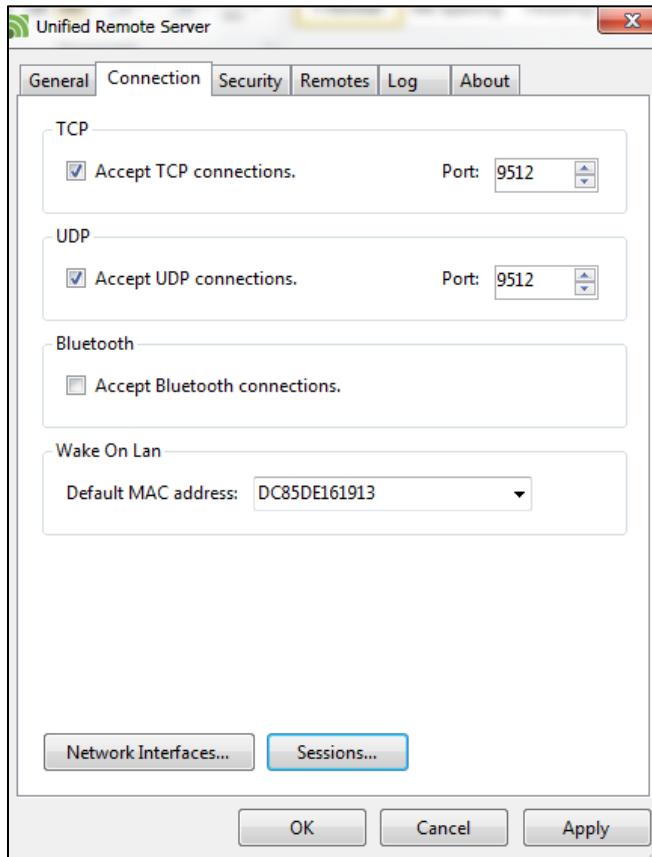 Unified Remote Server
General Connection Security Remotes Log About
TCP
Accept TCP connections. Port: 9512
UDP
Accept UDP connections. Port: 9512
Bluetooth
Accept Bluetooth connections.
Wake On Lan
Default MAC address: DC85DE161913
Network Interfaces... Sessions...
OK Cancel Apply